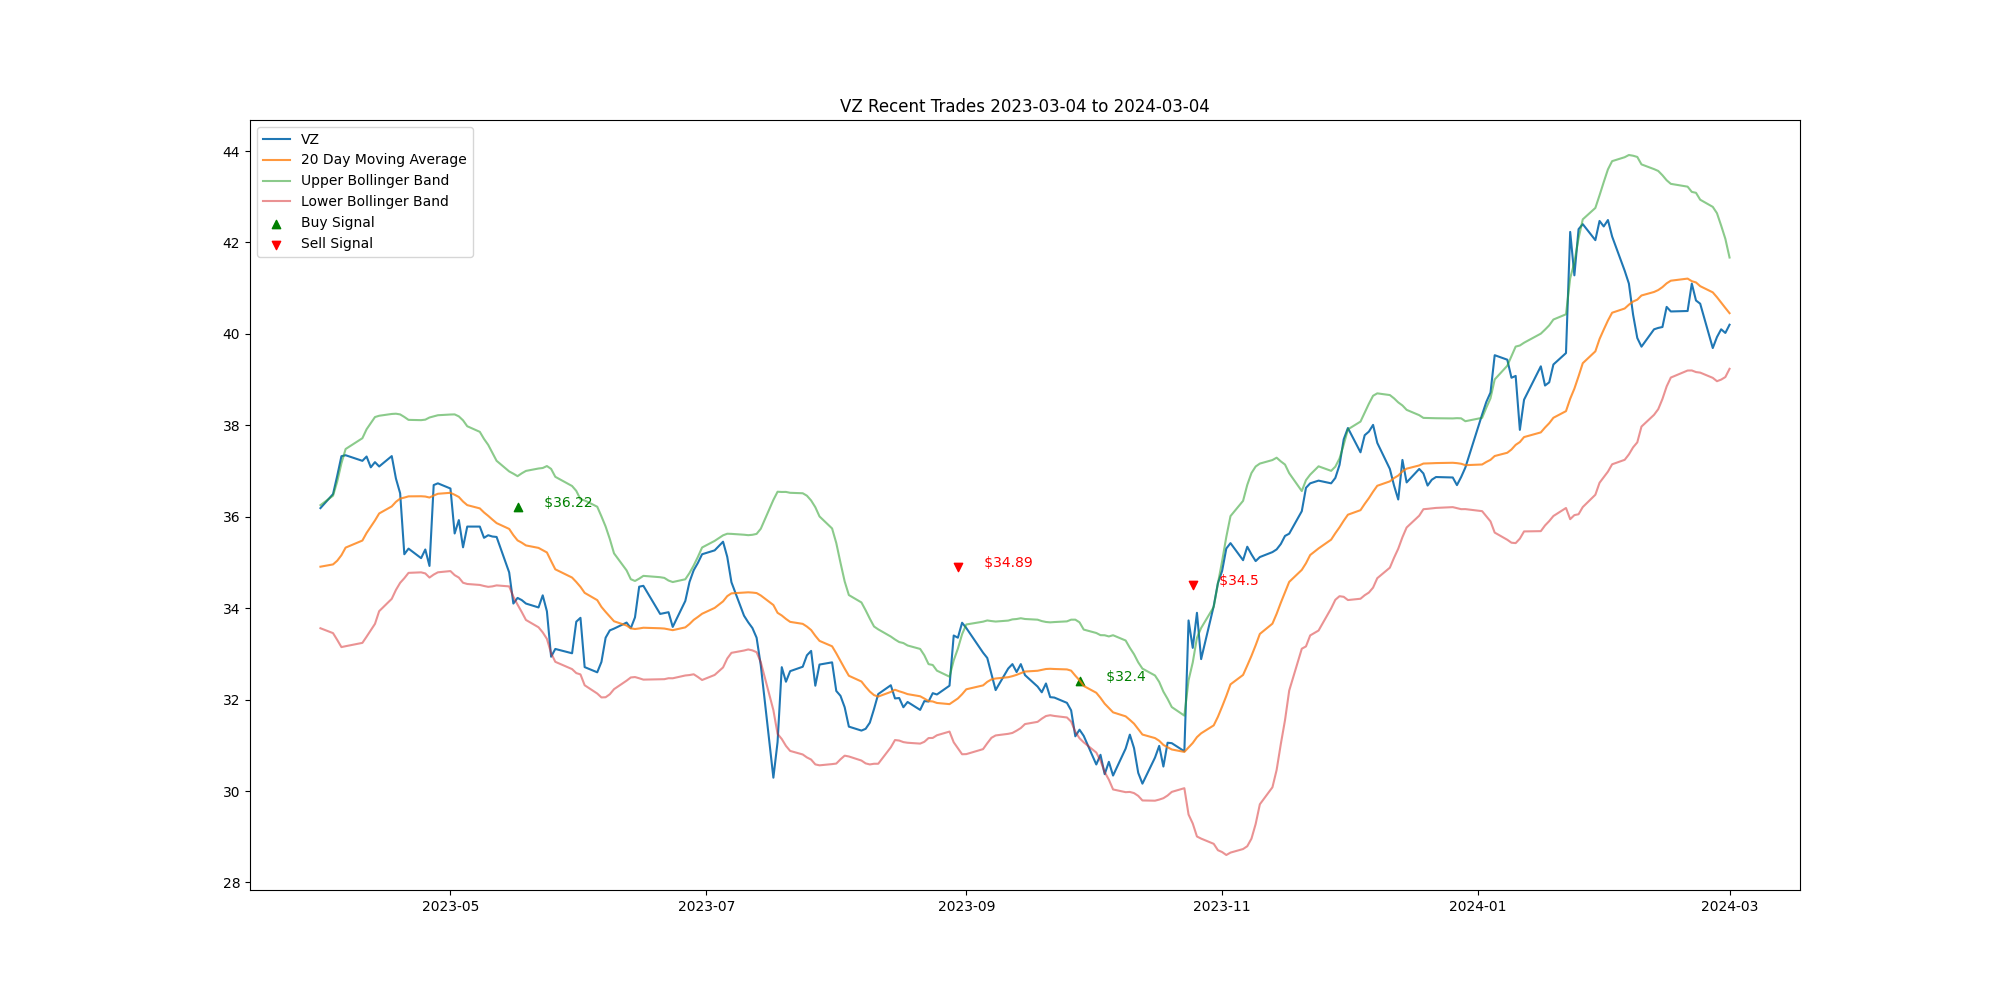 VZ Recent Trades 2023-03-04 to 2024-03-04
VZ
20 Day Moving Average
Upper Bollinger Band
Lower Bollinger Band
Buy Signal
Sell Signal
44
42
40
38
36
34
32
30
28
$36.22
$34.89
$34.5
$32.4
2023-05
2023-07
2023-09
2023-11
2024-01
2024-03